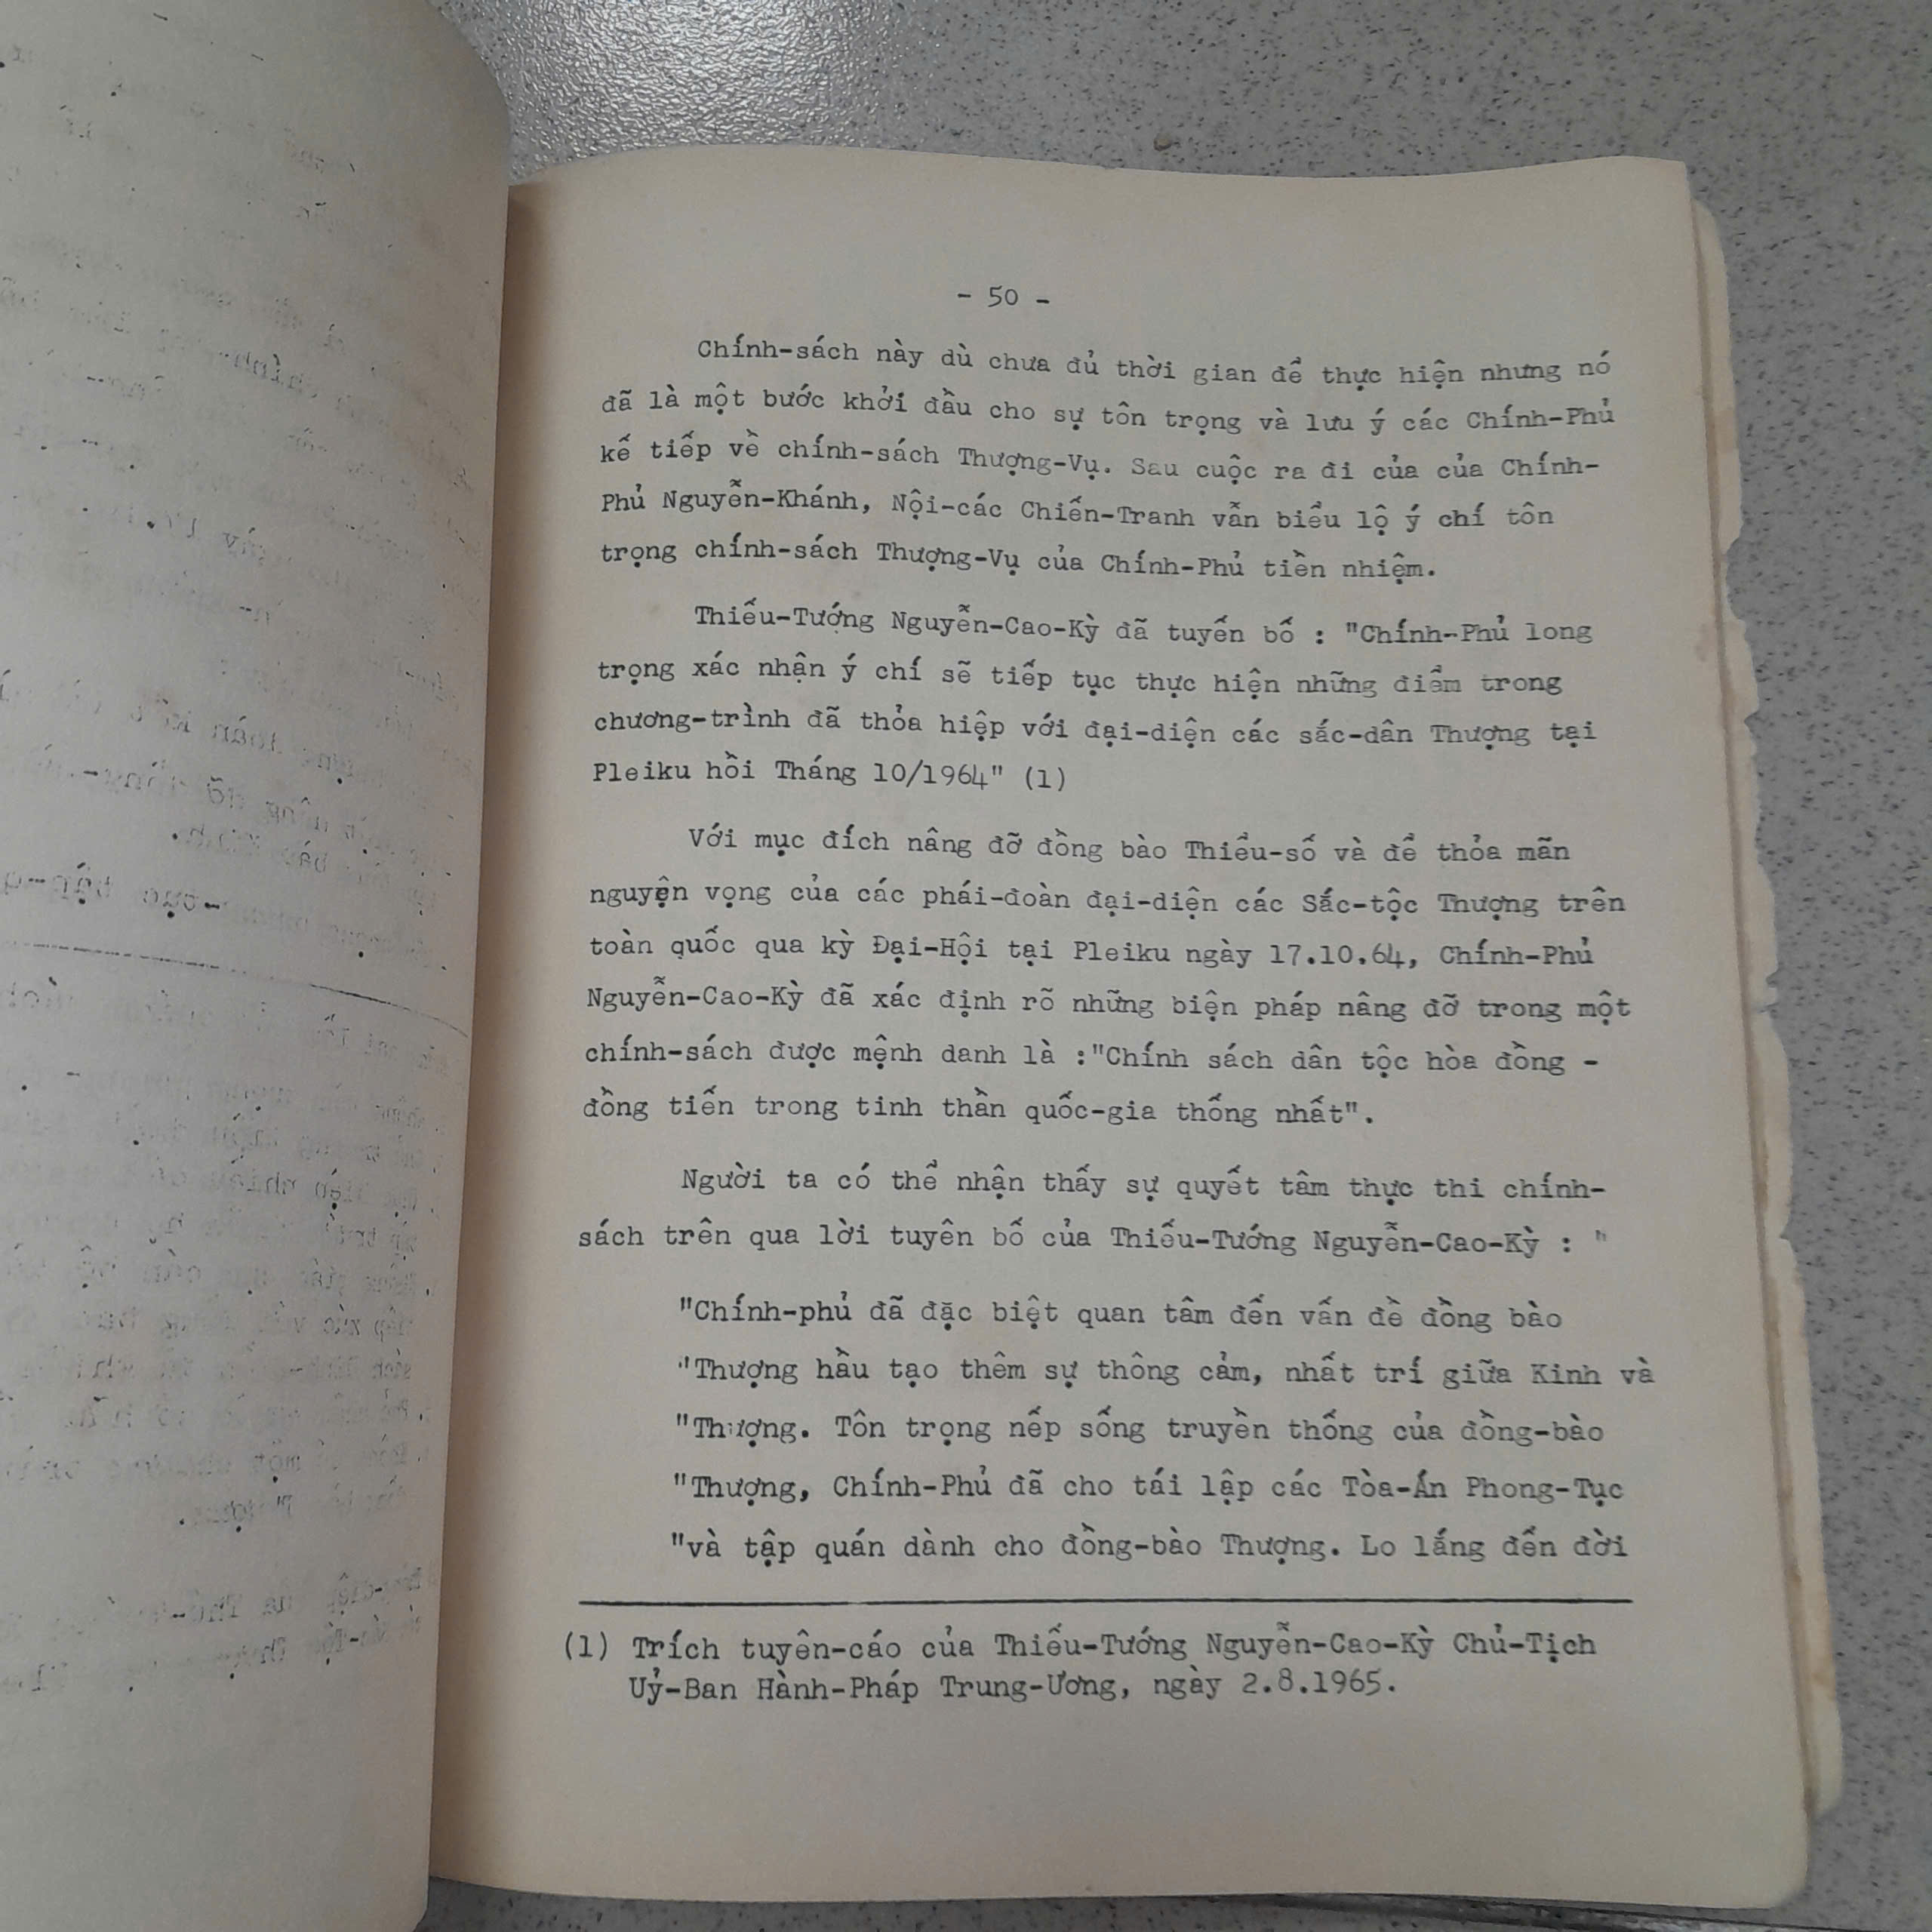 - 50 -
Chính-sách này dù chưa đủ thời gian để thực hiện nhưng nó
đã là một bước khởi đầu cho sự tôn trọng và lưu ý các Chính-Phủ
kế tiếp về chính-sách Thượng-Vụ. Sau cuộc ra đi của của Chính-
Phủ Nguyễn-Khánh, Nội-các Chiến-Tranh vẫn biểu lộ ý chí tôn
trọng chính-sách Thượng-Vụ của Chính-Phủ tiền nhiệm.
Thiếu-Tướng Nguyễn-Cao-Kỳ đã tuyến bố : "Chính-Phủ long
trọng xác nhận ý chí sẽ tiếp tục thực hiện những điểm trong
chương-trình đã thỏa hiệp với đại-diện các sắc-dân Thượng tại
Pleiku hồi Tháng 10/1964" (1)
Với mục đích nâng đỡ đồng bào Thiểu-số và để thỏa mãn
nguyện vọng của các phái-đoàn đại-diện các Sắc-tộc Thượng trên
toàn quốc qua kỳ Đại-Hội tại Pleiku ngày 17.10.64, Chính-Phủ
Nguyễn-Cao-Kỳ đã xác định rõ những biện pháp nâng đỡ trong một
chính-sách được mệnh danh là :"Chính sách dân tộc hòa đồng -
đồng tiến trong tinh thần quốc-gia thống nhất".
Người ta có thể nhận thấy sự quyết tâm thực thi chính-
sách trên qua lời tuyên bố của Thiếu-Tướng Nguyễn-Cao-Kỳ : "
"Chính-phủ đã đặc biệt quan tâm đến vấn đề đồng bào
"Thượng hầu tạo thêm sự thông cảm, nhất trí giữa Kinh và
"Thượng. Tôn trọng nếp sống truyền thống của đồng-bào
"Thượng, Chính-Phủ đã cho tái lập các Tòa-Án Phong-Tục
"và tập quán dành cho đồng-bào Thượng. Lo lắng đến đời
(1) Trích tuyên-cáo của Thiếu-Tướng Nguyễn-Cao-Kỳ Chủ-Tịch
Uỷ-Ban Hành-Pháp Trung-Ương, ngày 2.8.1965.